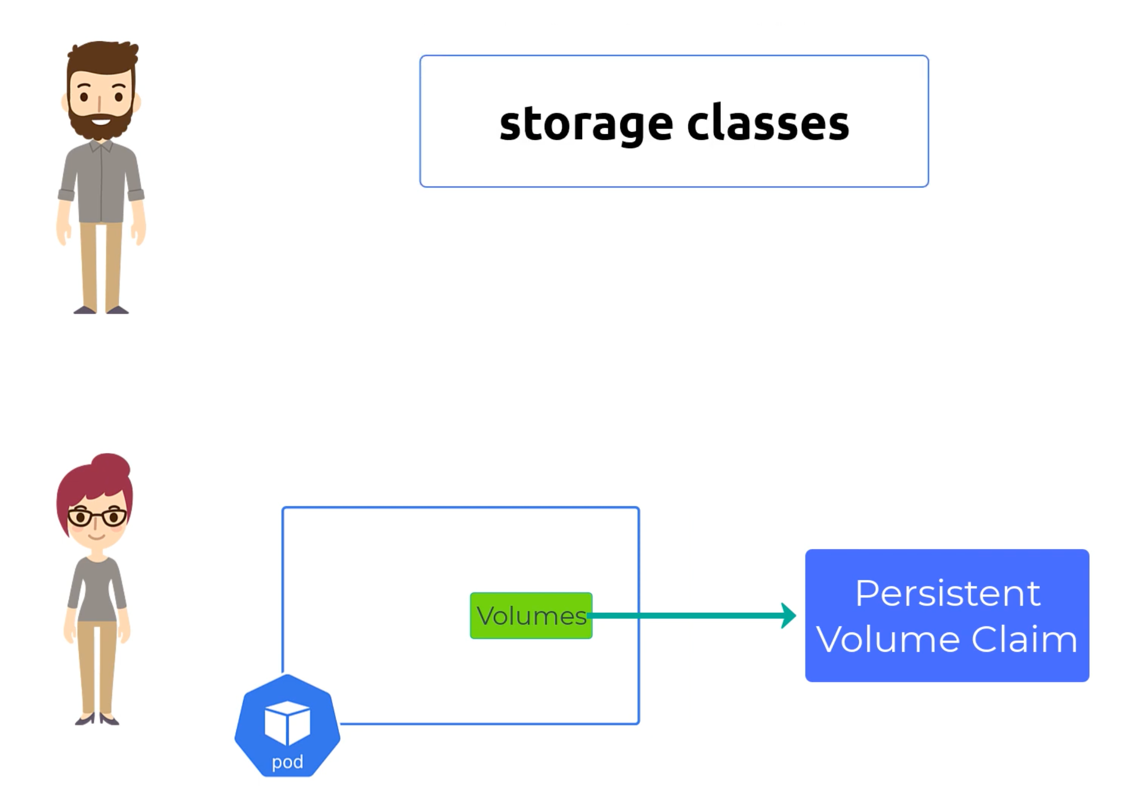 storage classes
Volumes
Persistent
Volume Claim
pod